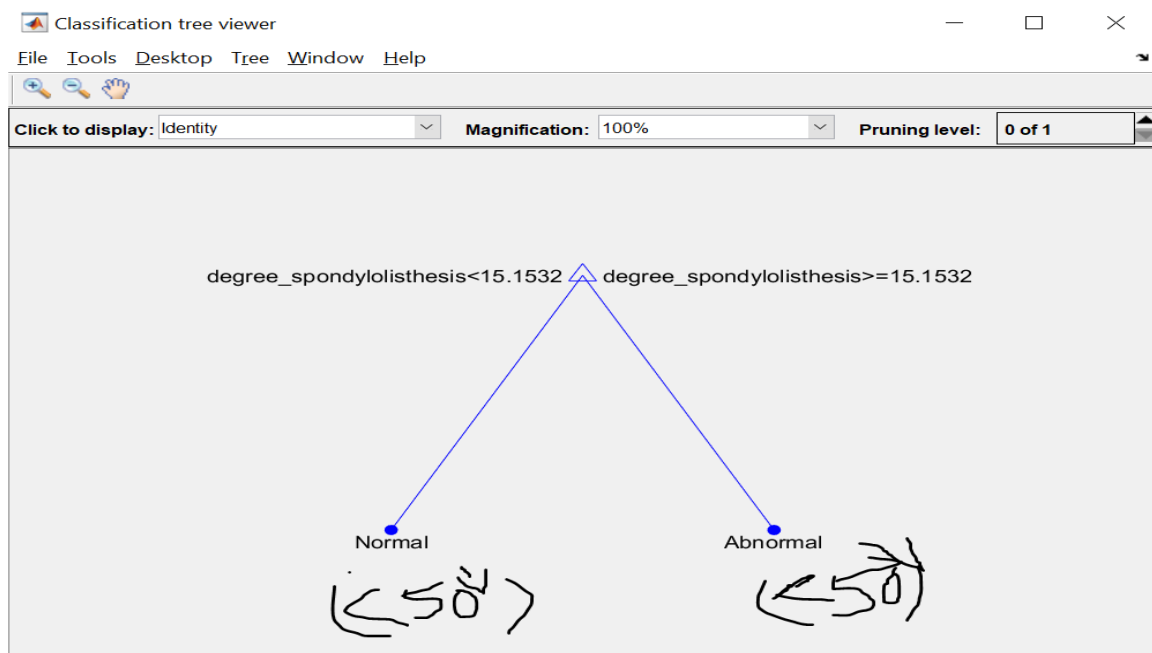 Classification tree viewer
File Tools Desktop Tree Window Help
Click to display: Identity Magnification: 100% Pruning level: 0 of 1
degree_spondylolisthesis<15.1532 degree_spondylolisthesis>=15.1532
Normal Abnormal
(<50 ) (<50 )